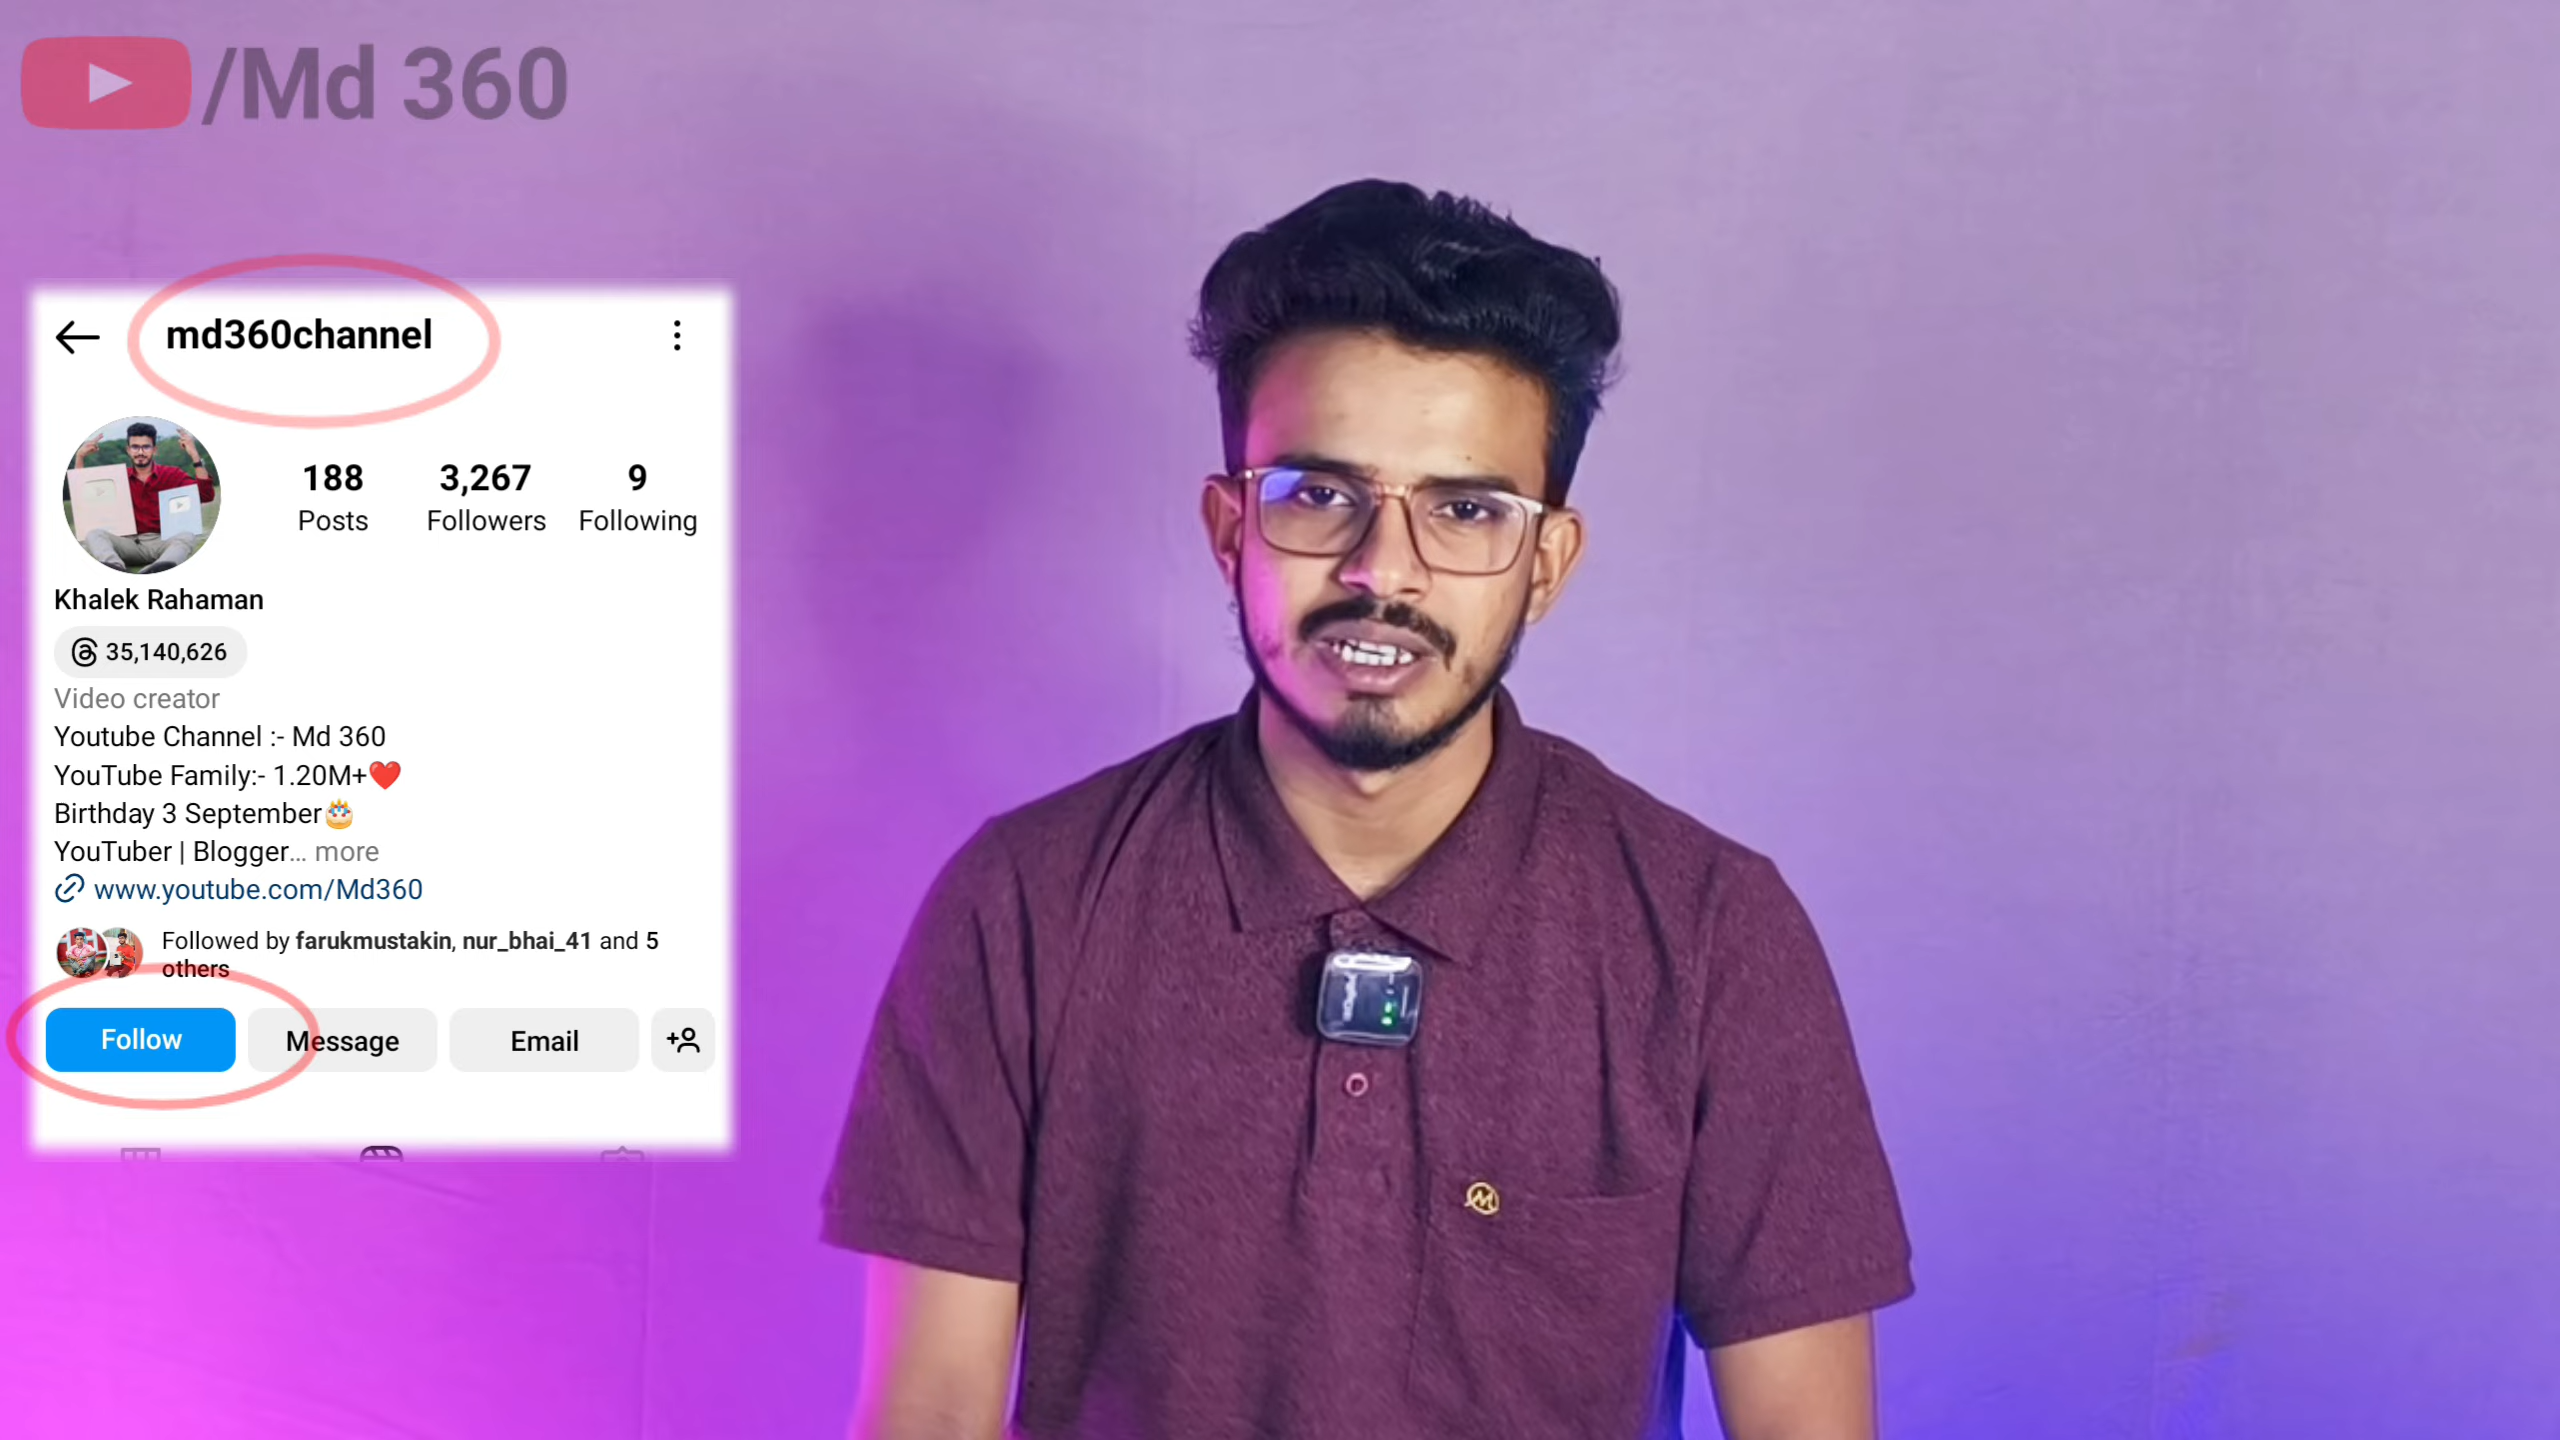 /Md 360
md360channel
188
Posts
3,267
Followers
9
Following
Khalek Rahaman
35,140,626
Video creator
Youtube Channel :- Md 360
YouTube Family:- 1.20M+❤️
Birthday 3 September🎂
YouTuber | Blogger... more
www.youtube.com/Md360
Followed by farukmustakin, nur_bhai_41 and 5
others
Follow
Message
Email